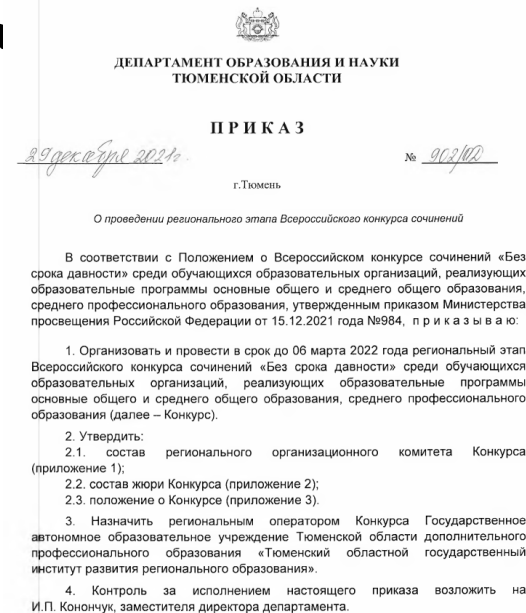 ДЕПАРТАМЕНТ ОБРАЗОВАНИЯ И НАУКИ
ТЮМЕНСКОЙ ОБЛАСТИ
П Р И К А З
29 декабря 2021г.
№ 902/ОД
г.Тюмень
О проведении регионального этапа Всероссийского конкурса сочинений
В соответствии с Положением о Всероссийском конкурсе сочинений «Без
срока давности» среди обучающихся образовательных организаций, реализующих
образовательные программы основные общего и среднего общего образования,
среднего профессионального образования, утвержденным приказом Министерства
просвещения Российской Федерации от 15.12.2021 года №984, п р и к а з ы в а ю:
1. Организовать и провести в срок до 06 марта 2022 года региональный этап
Всероссийского конкурса сочинений «Без срока давности» среди обучающихся
образовательных организаций, реализующих образовательные программы
основные общего и среднего общего образования, среднего профессионального
образования (далее – Конкурс).
2. Утвердить:
2.1. состав регионального организационного комитета Конкурса
(приложение 1);
2.2. состав жюри Конкурса (приложение 2);
2.3. положение о Конкурсе (приложение 3).
3. Назначить региональным оператором Конкурса Государственное
автономное образовательное учреждение Тюменской области дополнительного
профессионального образования «Тюменский областной государственный
институт развития регионального образования».
4. Контроль за исполнением настоящего приказа возложить на
И.П. Конончук, заместителя директора департамента.